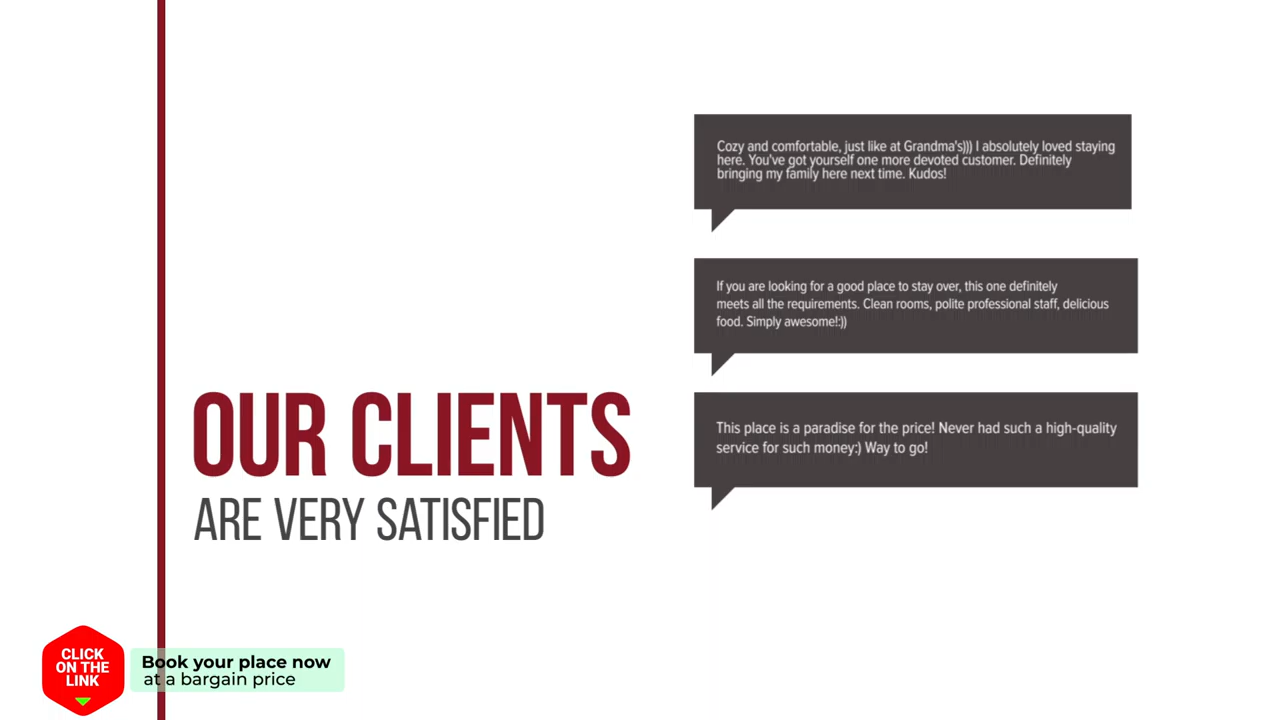 Cozy and comfortable, just like at Grandma's))) I absolutely loved staying
here. You've got yourself one more devoted customer. Definitely
bringing my family here next time. Kudos!
If you are looking for a good place to stay over, this one definitely
meets all the requirements. Clean rooms, polite professional staff, delicious
food. Simply awesome!:))
This place is a paradise for the price! Never had such a high-quality
service for such money:) Way to go!
OUR CLIENTS
ARE VERY SATISFIED
CLICK
ON THE
LINK
Book your place now
at a bargain price